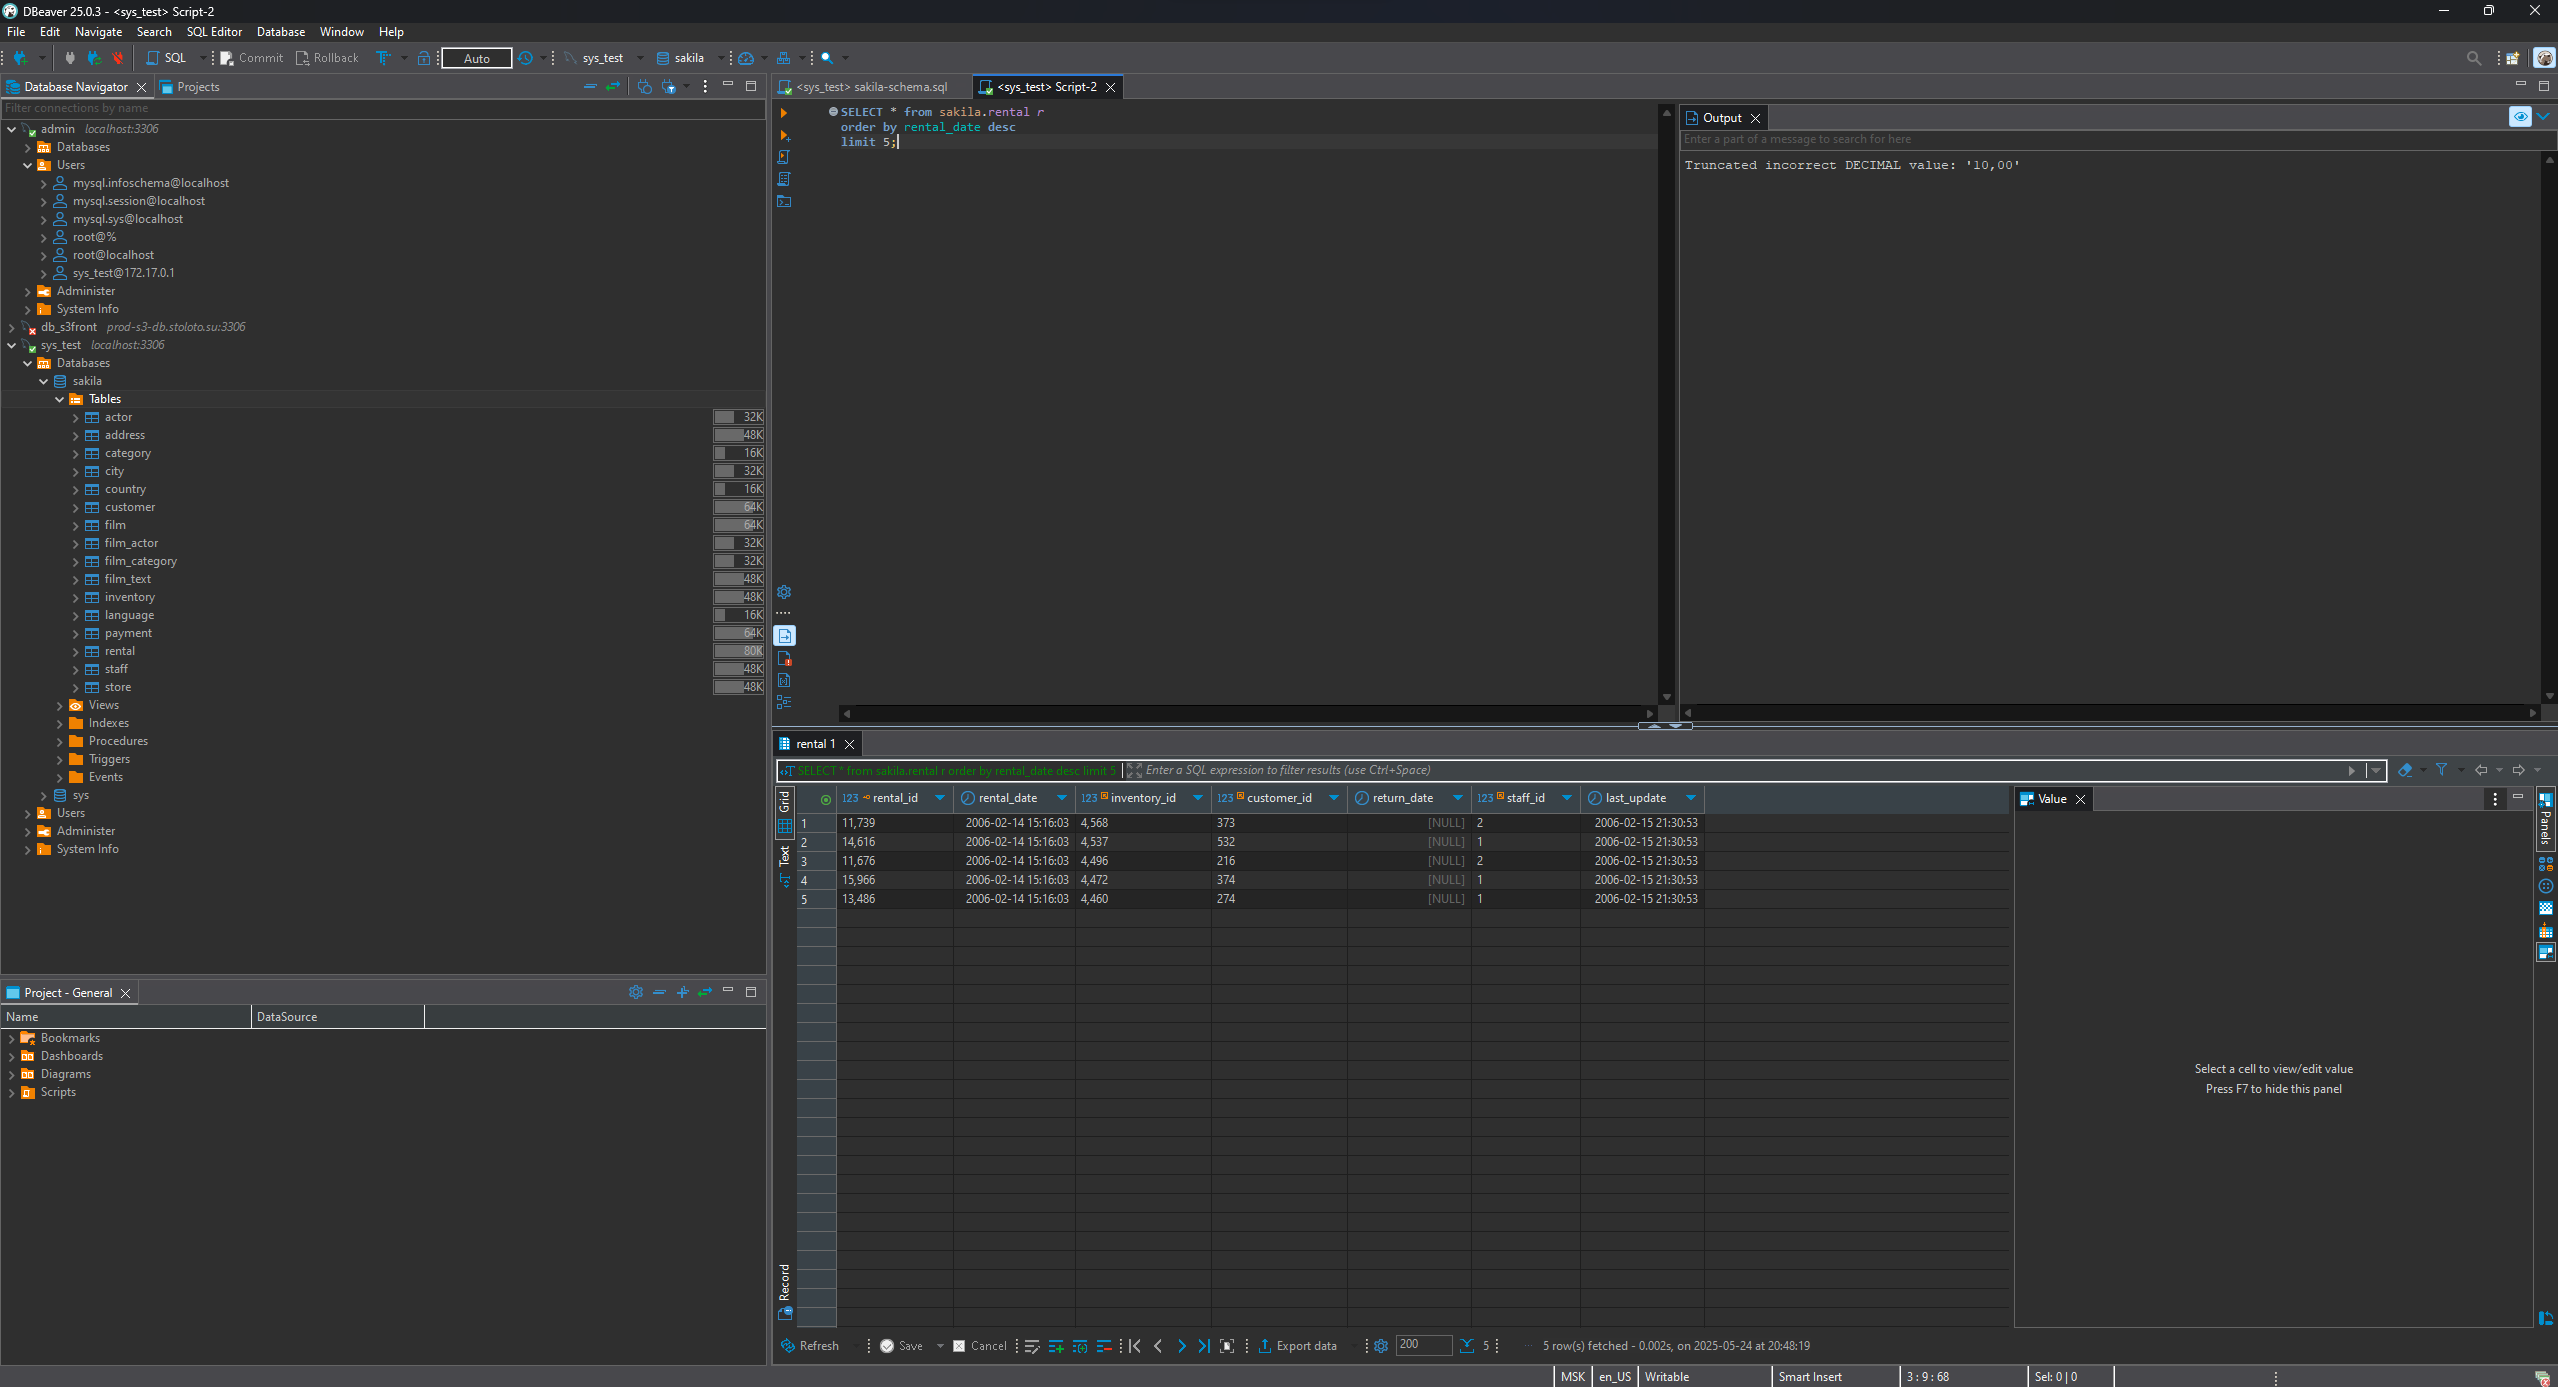 DBeaver 25.0.3 - <sys_test> Script-2
File Edit Navigate Search SQL Editor Database Window Help
SQL Commit Rollback Auto sys_test sakila
Database Navigator Projects
Filter connections by name
admin localhost:3306
Databases
Users
mysql.infoschema@localhost
mysql.session@localhost
mysql.sys@localhost
root@%
root@localhost
sys_test@172.17.0.1
Administer
System Info
db_s3front prod-s3-db.stoloto.su:3306
sys_test localhost:3306
Databases
sakila
Tables
actor 32K
address 48K
category 16K
city 32K
country 16K
customer 64K
film 64K
film_actor 32K
film_category 32K
film_text 48K
inventory 48K
language 16K
payment 64K
rental 80K
staff 48K
store 48K
Views
Indexes
Procedures
Triggers
Events
sys
Users
Administer
System Info
Project - General
Name DataSource
Bookmarks
Dashboards
Diagrams
Scripts
<sys_test> sakila-schema.sql <sys_test> Script-2
SELECT * from sakila.rental r
order by rental_date desc
limit 5;
Output
Enter a part of a message to search for here
Truncated incorrect DECIMAL value: '10,00'
rental 1
SELECT * from sakila.rental r order by rental_date desc limit 5 Enter a SQL expression to filter results (use Ctrl+Space)
Grid
Text
Record
123 rental_id rental_date 123 inventory_id 123 customer_id return_date 123 staff_id last_update
1 11,739 2006-02-14 15:16:03 4,568 373 [NULL] 2 2006-02-15 21:30:53
2 14,616 2006-02-14 15:16:03 4,537 532 [NULL] 1 2006-02-15 21:30:53
3 11,676 2006-02-14 15:16:03 4,496 216 [NULL] 2 2006-02-15 21:30:53
4 15,966 2006-02-14 15:16:03 4,472 374 [NULL] 1 2006-02-15 21:30:53
5 13,486 2006-02-14 15:16:03 4,460 274 [NULL] 1 2006-02-15 21:30:53
Value
Panels
Select a cell to view/edit value
Press F7 to hide this panel
Refresh Save Cancel Export data 200 5 5 row(s) fetched - 0.002s, on 2025-05-24 at 20:48:19
MSK en_US Writable Smart Insert 3 : 9 : 68 Sel: 0 | 0